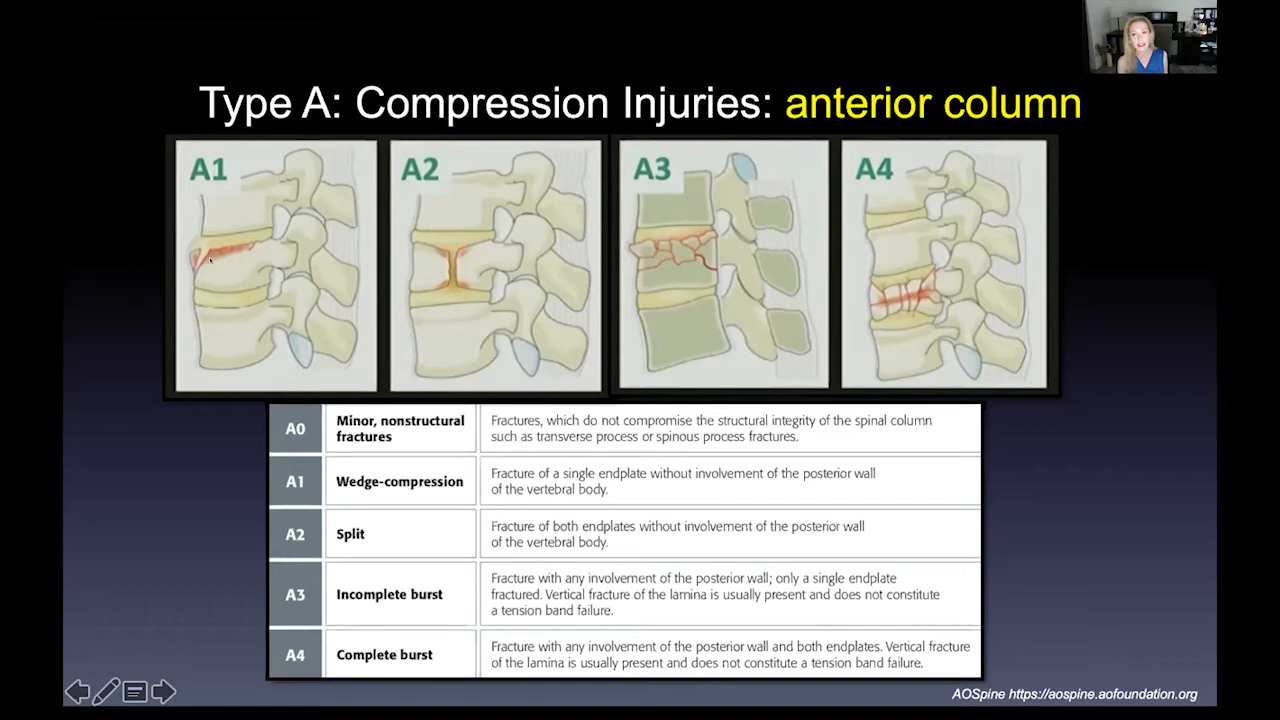 Type A: Compression Injuries: anterior column
A1
A2
A3
A4
A0
Minor, nonstructural
fractures
Fractures, which do not compromise the structural integrity of the spinal column
such as transverse process or spinous process fractures.
A1
Wedge-compression
Fracture of a single endplate without involvement of the posterior wall
of the vertebral body.
A2
Split
Fracture of both endplates without involvement of the posterior wall
of the vertebral body.
A3
Incomplete burst
Fracture with any involvement of the posterior wall; only a single endplate
fractured. Vertical fracture of the lamina is usually present and does not constitute
a tension band failure.
A4
Complete burst
Fracture with any involvement of the posterior wall and both endplates. Vertical fracture
of the lamina is usually present and does not constitute a tension band failure.
AOSpine https://aospine.aofoundation.org